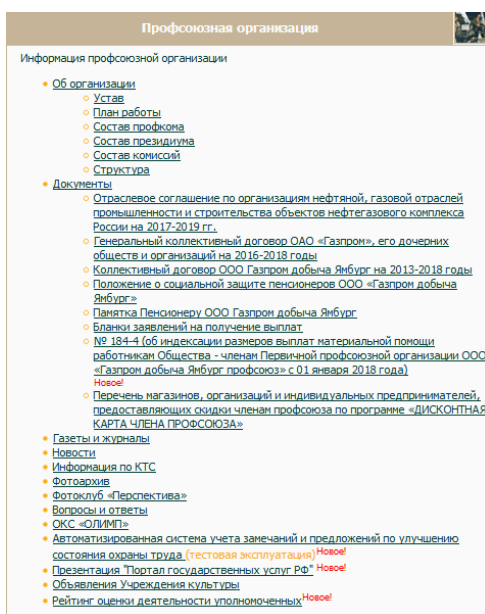 Профсоюзная организация
Информация профсоюзной организации
Об организации
Устав
План работы
Состав профкома
Состав президиума
Состав комиссий
Структура
Документы
Отраслевое соглашение по организациям нефтяной, газовой отраслей
промышленности и строительства объектов нефтегазового комплекса
России на 2017-2019 гг.
Генеральный коллективный договор ОАО «Газпром», его дочерних
обществ и организаций на 2016-2018 годы
Коллективный договор ООО Газпром добыча Ямбург на 2013-2018 годы
Положение о социальной защите пенсионеров ООО «Газпром добыча
Ямбург»
Памятка Пенсионеру ООО Газпром добыча Ямбург
Бланки заявлений на получение выплат
№ 184-4 (об индексации размеров выплат материальной помощи
работникам Общества - членам Первичной профсоюзной организации ООО
«Газпром добыча Ямбург профсоюз» с 01 января 2018 года)
Новое!
Перечень магазинов, организаций и индивидуальных предпринимателей,
предоставляющих скидки членам профсоюза по программе «ДИСКОНТНАЯ
КАРТА ЧЛЕНА ПРОФСОЮЗА»
Газеты и журналы
Новости
Информация по КТС
Фотоархив
Фотоклуб «Перспектива»
Вопросы и ответы
ОКС «ОЛИМП»
Автоматизированная система учета замечаний и предложений по улучшению
состояния охраны труда (тестовая эксплуатация) Новое!
Презентация "Портал государственных услуг РФ" Новое!
Объявления Учреждения культуры
Рейтинг оценки деятельности уполномоченных Новое!